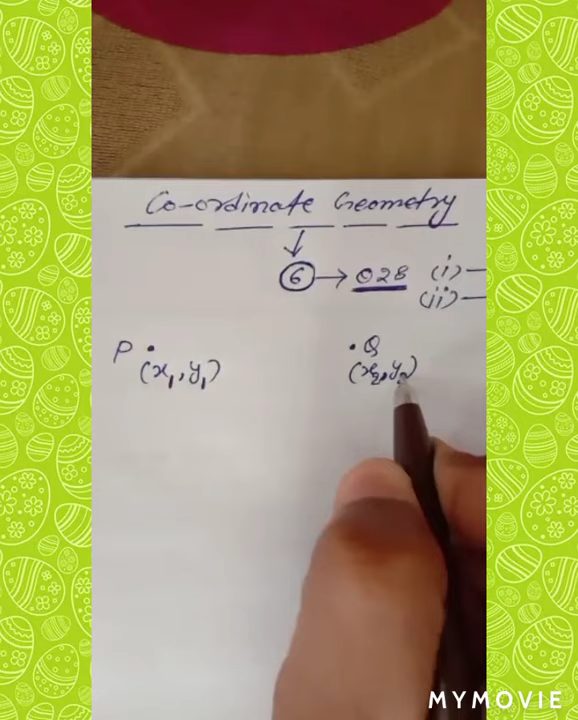 Co-ordinate Geometry
↓
6 → Q28 (i) –
(ii) –
P • • Q
(x₁, y₁) (x₂, y₂)
MYMOVIE